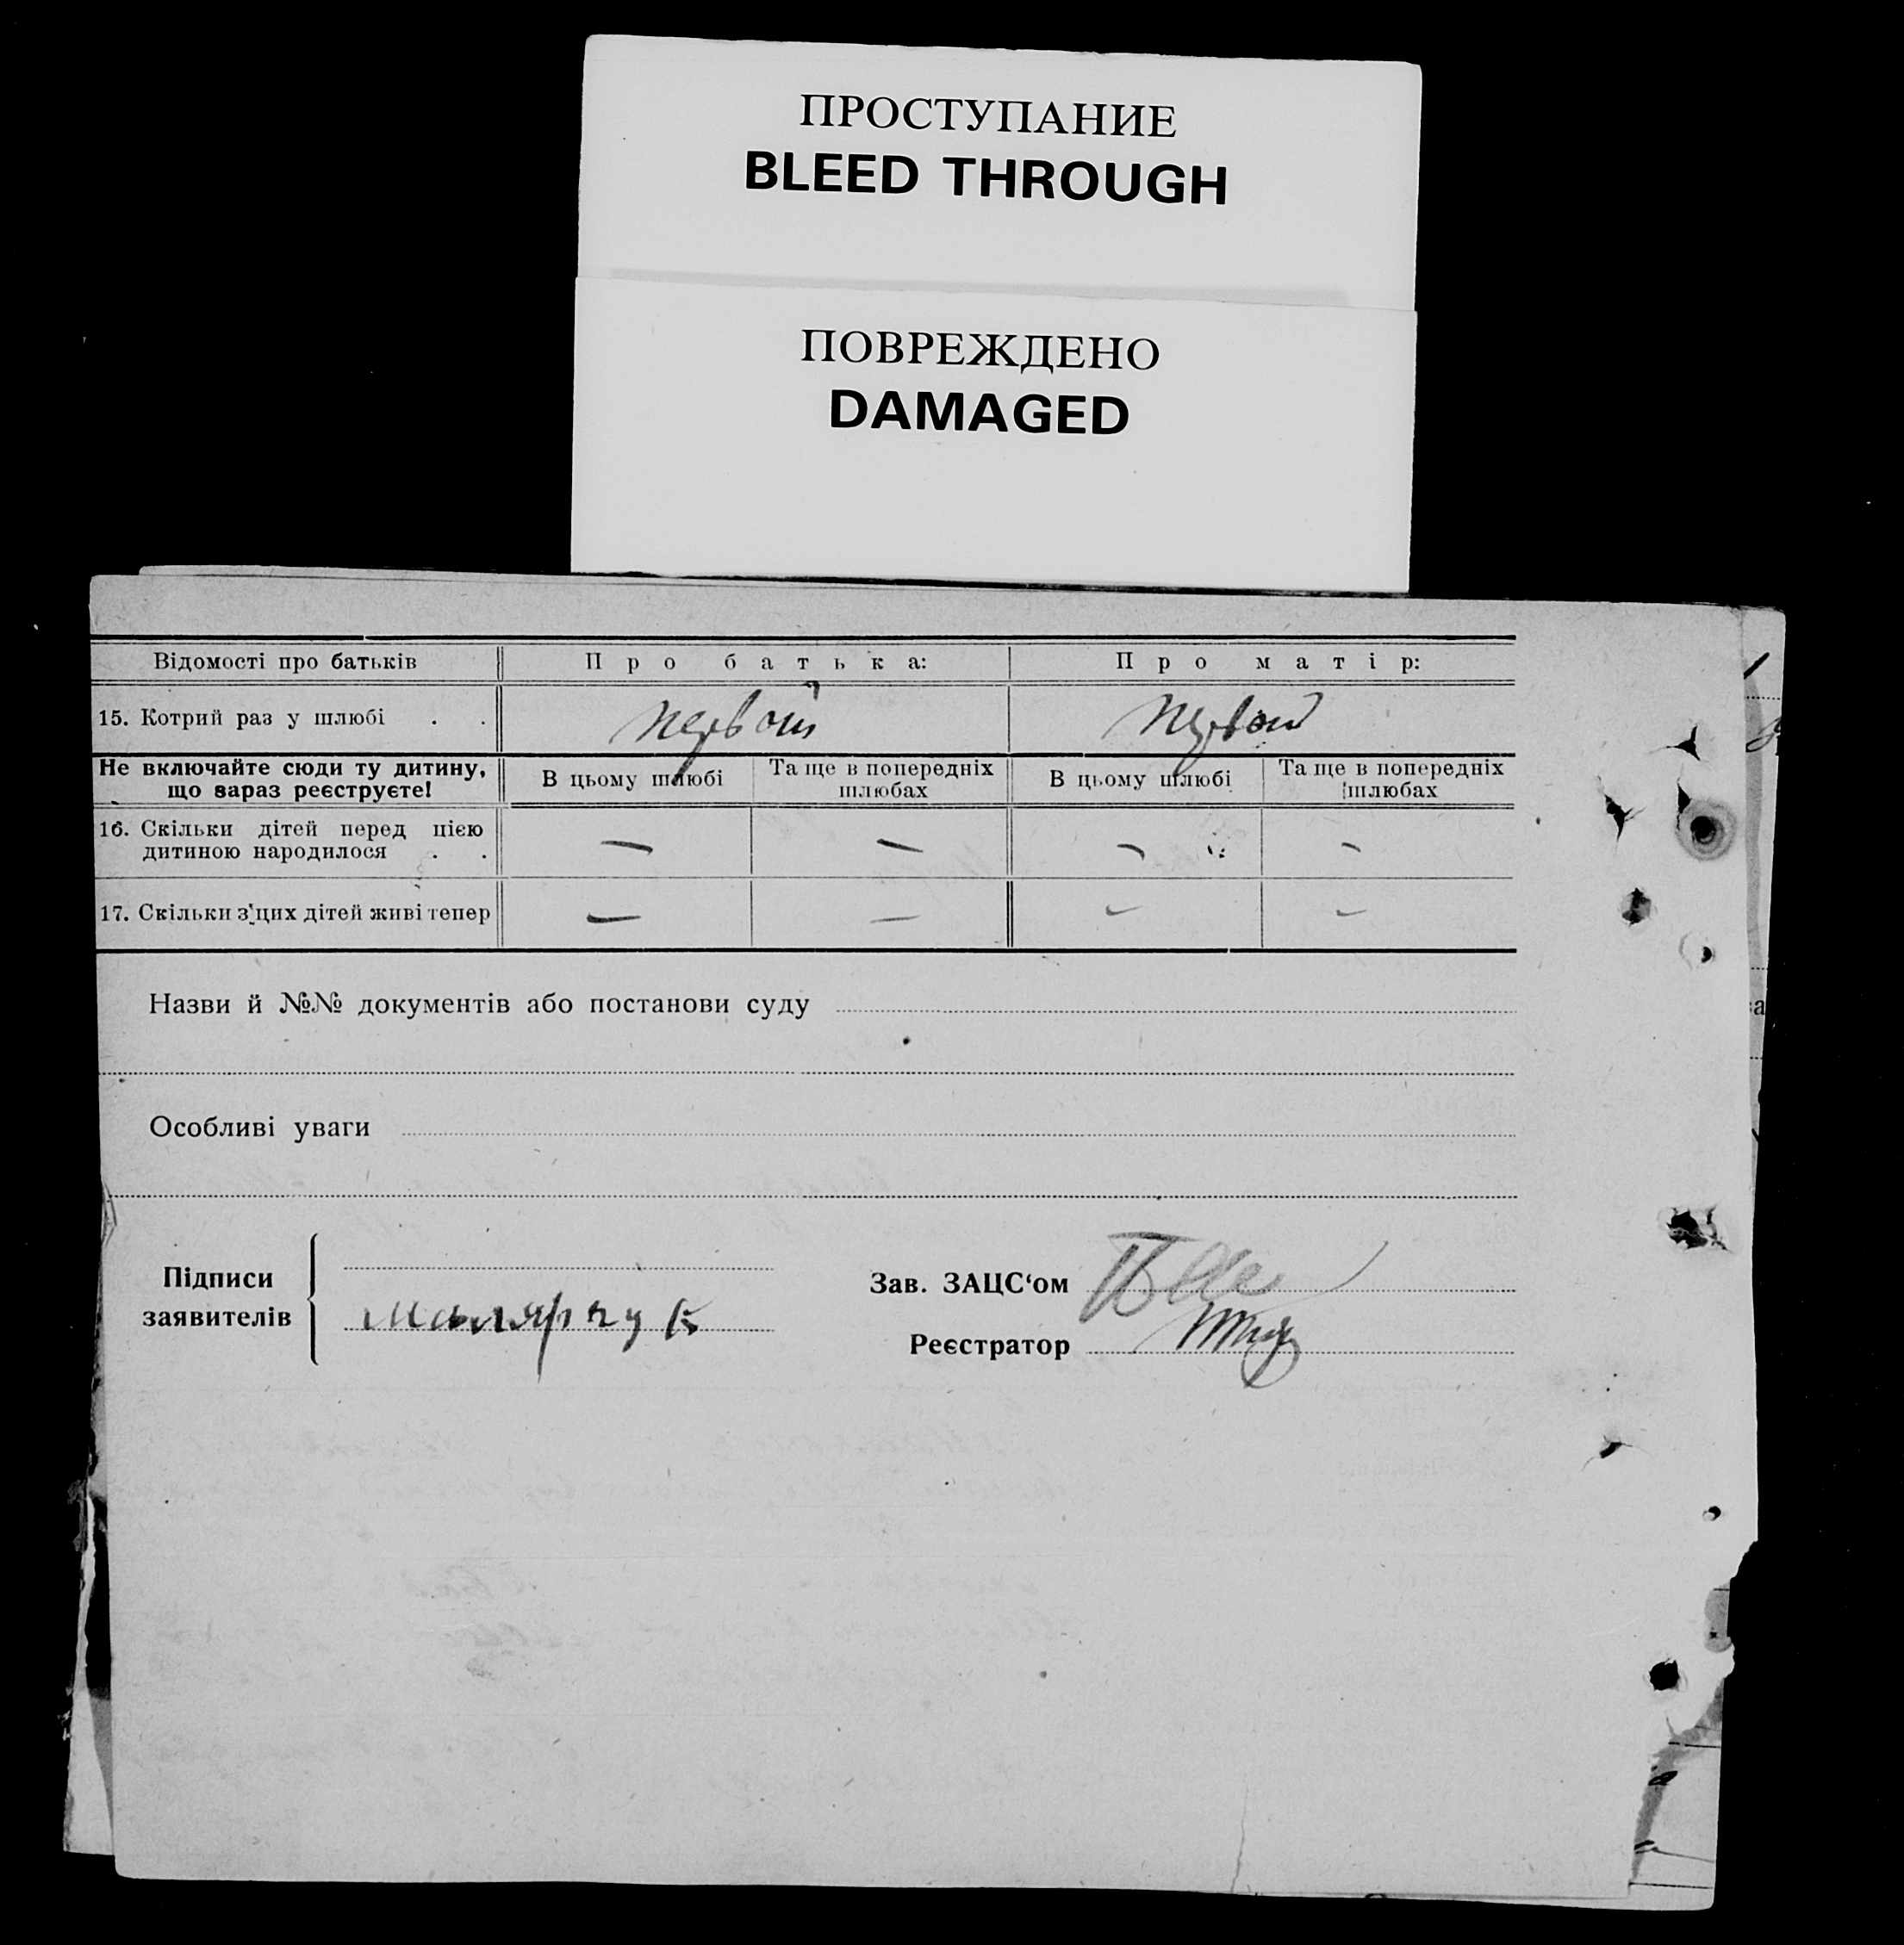 ПРОСТУПАНИЕ
BLEED THROUGH
ПОВРЕЖДЕНО
DAMAGED
Відомості про батьків Про батька: Про матір:
15. Котрий раз у шлюбі . . первый первый
Не включайте сюди ту дитину, що зараз реєструєте! В цьому шлюбі Та ще в попередніх шлюбах В цьому шлюбі Та ще в попередніх шлюбах
16. Скільки дітей перед цією дитиною народилося . . — — — —
17. Скільки з цих дітей живі тепер — — — —
Назви й №№ документів або постанови суду
Особливі уваги
Підписи заявителів
Малярчук
Зав. ЗАЦС‘ом
Реєстратор